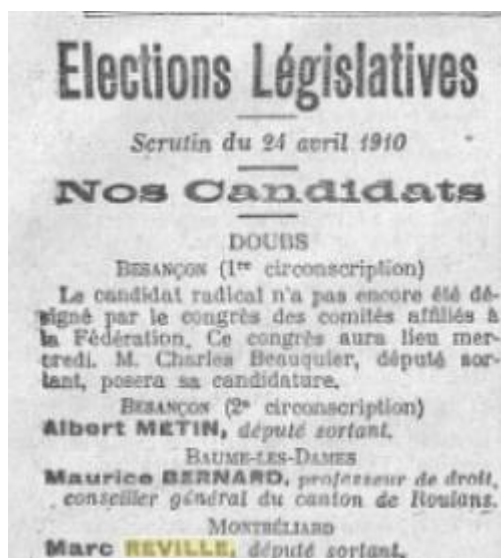 Elections Législatives
Scrutin du 24 avril 1910
Nos Candidats
DOUBS
BESANÇON (1re circonscription)
Le candidat radical n'a pas encore été dé-
signé par le congrès des comités affiliés à
la Fédération. Ce congrès aura lieu mer-
credi. M. Charles Beauquier, député sor-
tant, posera sa candidature.
BESANÇON (2e circonscription)
Albert METIN, député sortant.
BAUME-LES-DAMES
Maurice BERNARD, professeur de droit,
conseiller général du canton de Roulans.
MONTBÉLIARD
Marc REVILLE, député sortant.